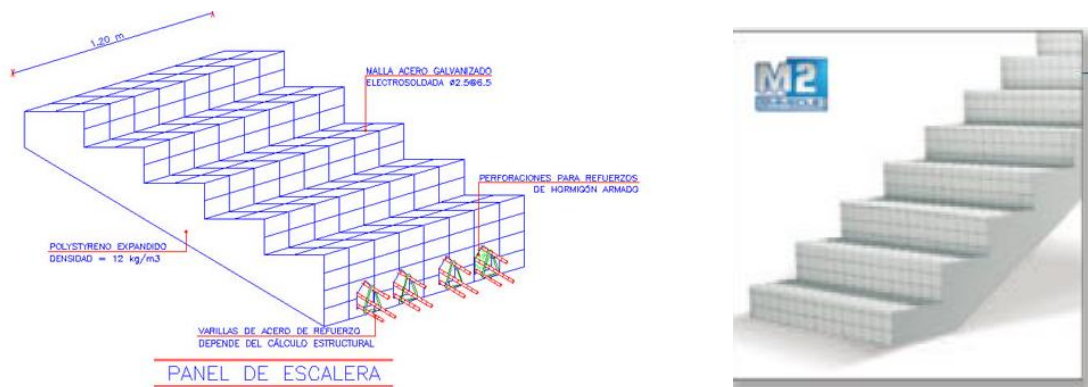 1.20 m
MALLA ACERO GALVANIZADO
ELECTROSOLDADA Ø2.5@6.5
PERFORACIONES PARA REFUERZOS
DE HORMIGÓN ARMADO
POLYSTYRENO EXPANDIDO
DENSIDAD = 12 kg/m3
VARILLAS DE ACERO DE REFUERZO
DEPENDE DEL CÁLCULO ESTRUCTURAL
PANEL DE ESCALERA
M2